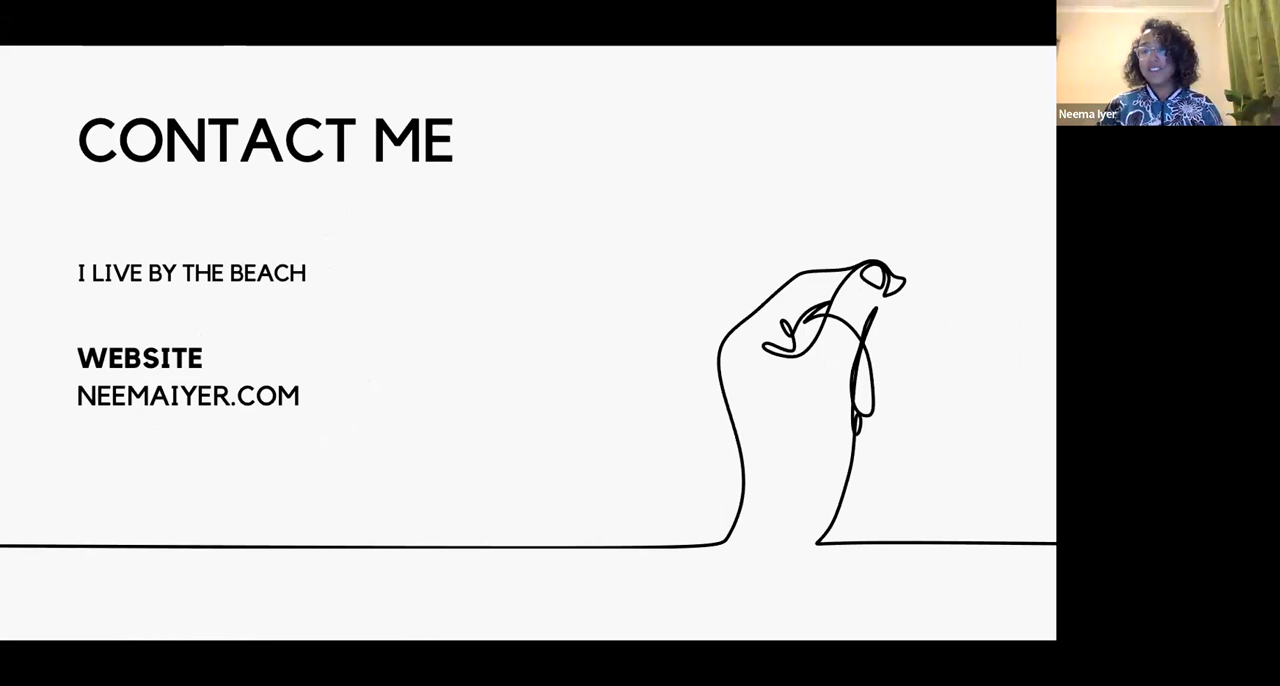 CONTACT ME
I LIVE BY THE BEACH
WEBSITE
NEEMAIYER.COM
Neema Iyer